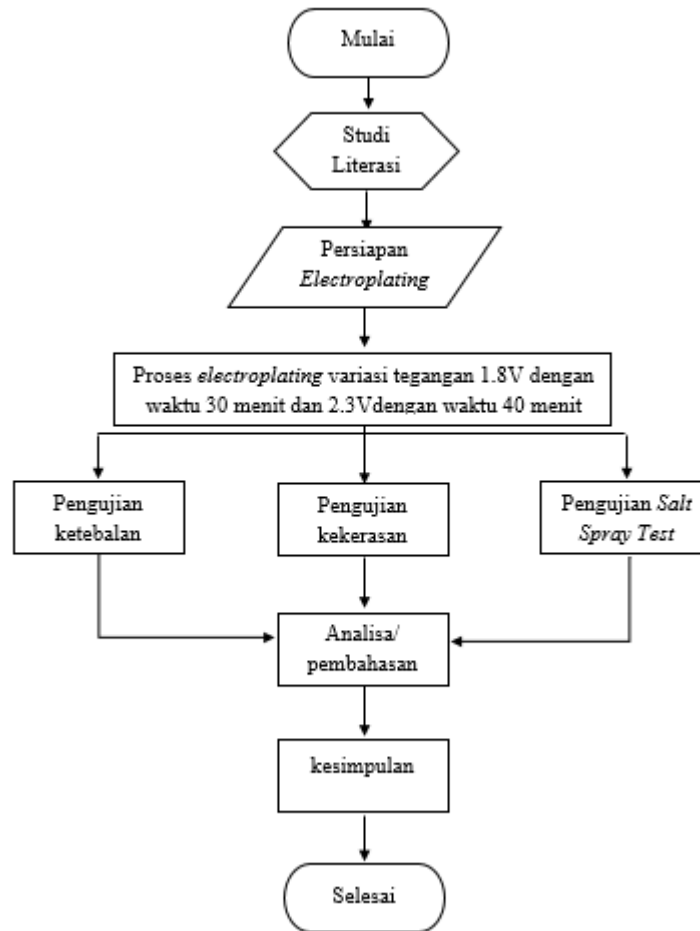 Mulai
Studi
Literasi
Persiapan
Electroplating
Proses electroplating variasi tegangan 1.8V dengan
waktu 30 menit dan 2.3Vdengan waktu 40 menit
Pengujian
ketebalan
Pengujian
kekerasan
Pengujian Salt
Spray Test
Analisa/
pembahasan
kesimpulan
Selesai